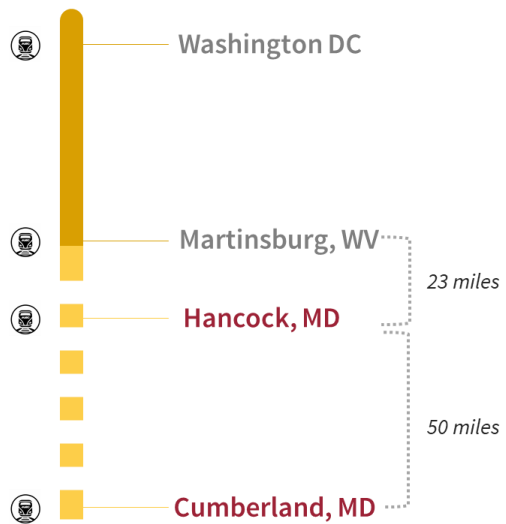 Washington DC
Martinsburg, WV
23 miles
Hancock, MD
50 miles
Cumberland, MD